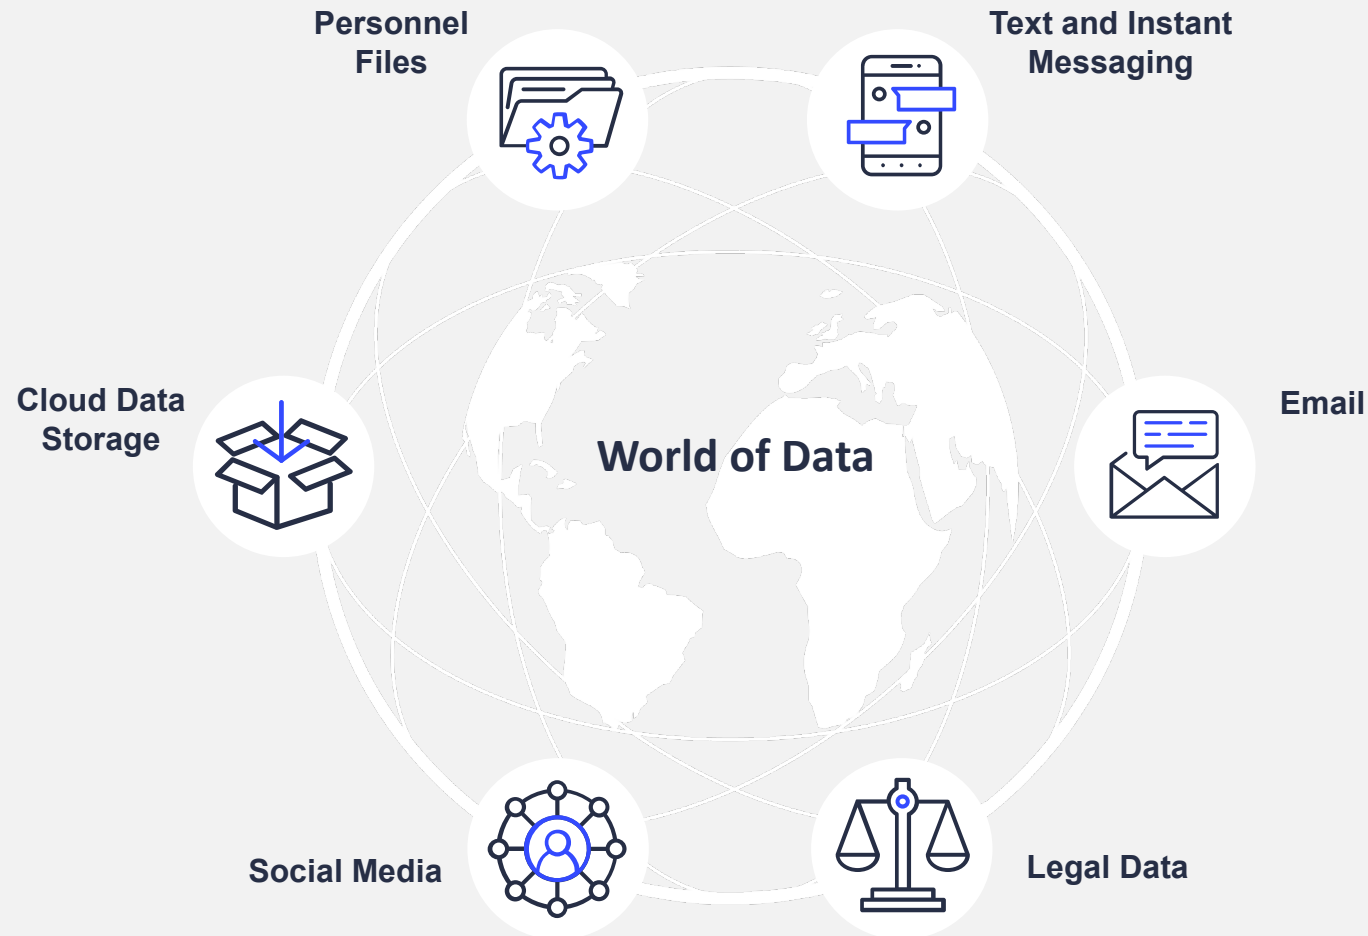 Personnel
Files
Text and Instant
Messaging
Cloud Data
Storage
Email
World of Data
Social Media
Legal Data